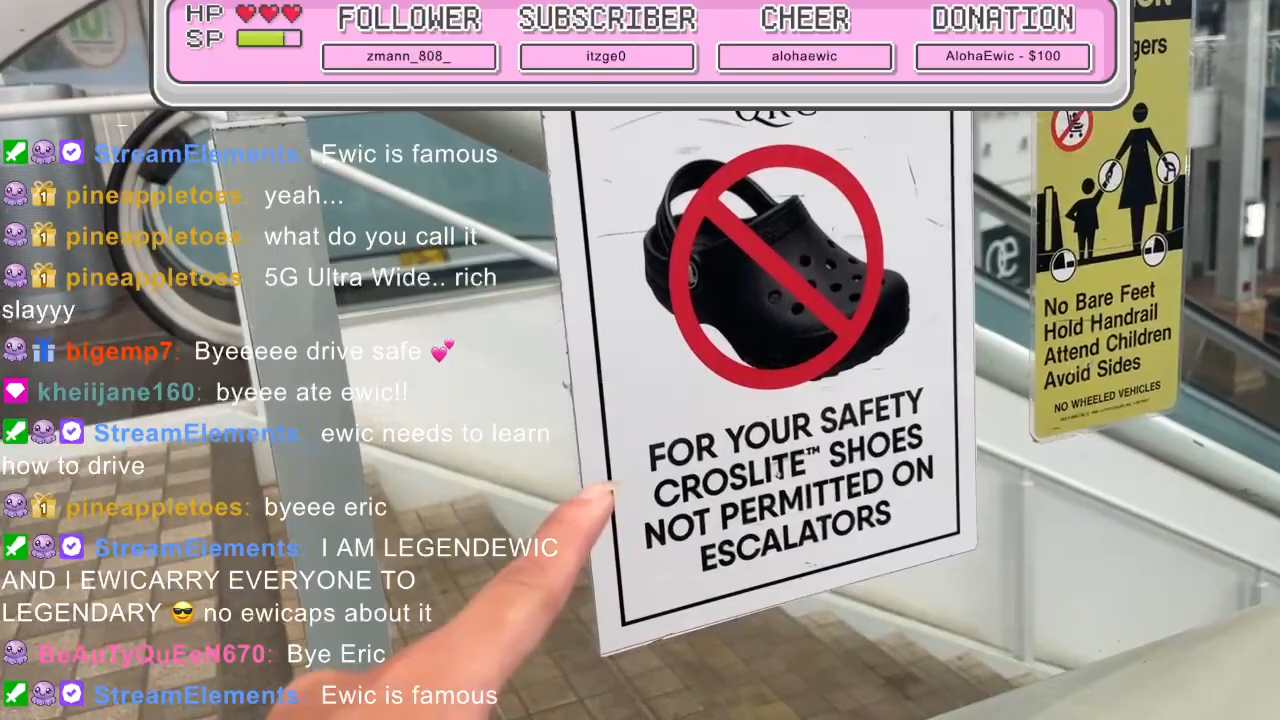 HP
SP
FOLLOWER
SUBSCRIBER
CHEER
DONATION
zmann_808_
itzge0
alohaewic
AlohaEwic - $100
StreamElements: Ewic is famous
pineappletoes: yeah...
pineappletoes: what do you call it
pineappletoes: 5G Ultra Wide.. rich
slayyy
bigemp7: Byeeeee drive safe 💕
kheiijane160: byeee ate ewic!!
StreamElements: ewic needs to learn
how to drive
pineappletoes: byeee eric
StreamElements: I AM LEGENDEWIC
AND I EWICARRY EVERYONE TO
LEGENDARY 😎 no ewicaps about it
BeAuTyQuEeN670: Bye Eric
StreamElements: Ewic is famous
FOR YOUR SAFETY
CROSLITE™ SHOES
NOT PERMITTED ON
ESCALATORS
No Bare Feet
Hold Handrail
Attend Children
Avoid Sides
NO WHEELED VEHICLES